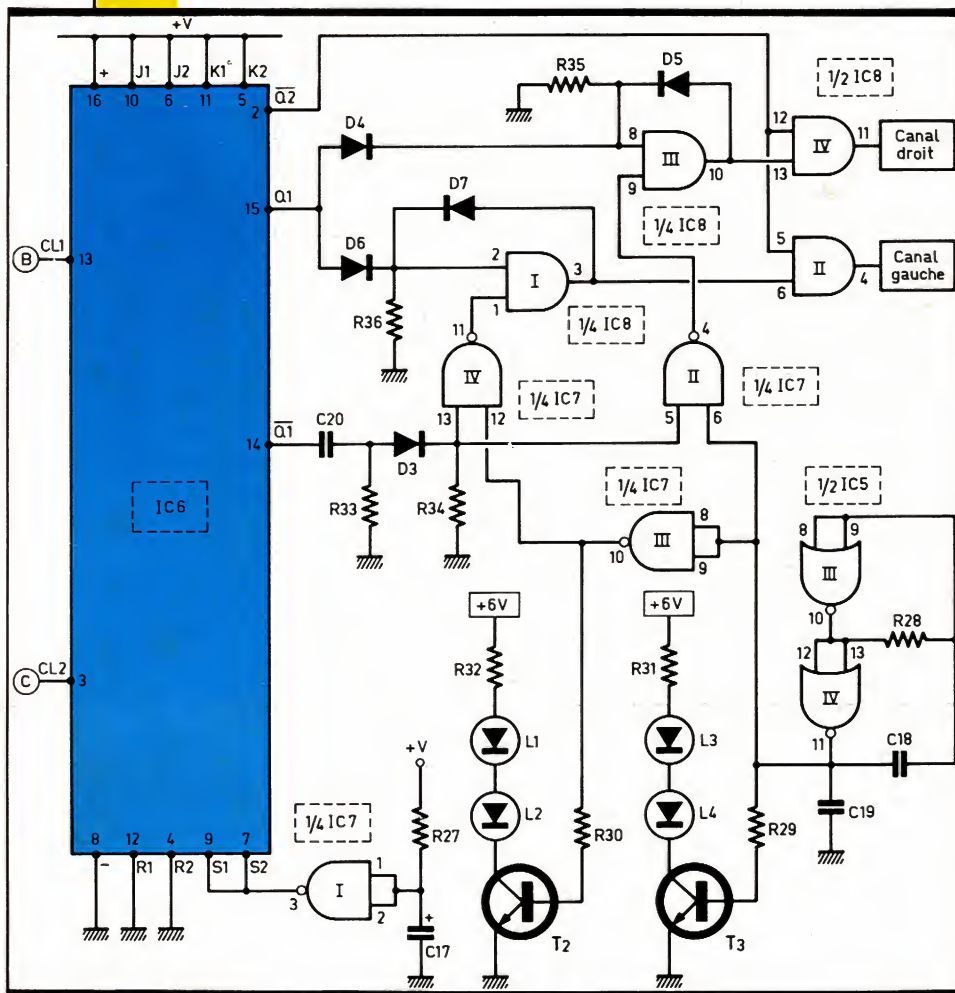 +V
+ J1 J2 K1 K2
16 10 6 11 5
2 Q2
R35
D5
1/2 IC8
12
IV 11 Canal droit
13
D4
8
III 10
9
15 Q1
D7
1/4 IC8
B CL1 13
D6
2
I 3
1
5
II 4 Canal gauche
6
R36
1/4 IC8
11
IV
13 12
1/4 IC7
4
II
5 6
1/4 IC7
C20
14 Q1
D3
R33
R34
IC6
1/4 IC7
8
10 III
9
1/2 IC5
8 9
III
10
R28
12 13
IV
11
C18
C19
+6V
+6V
R32
R31
C CL2 3
L1
L3
+V
L2
L4
1/4 IC7
R27
R30
R29
8 12 4 9 7
- R1 R2 S1 S2
1
3 I
2
+
C17
T2
T3